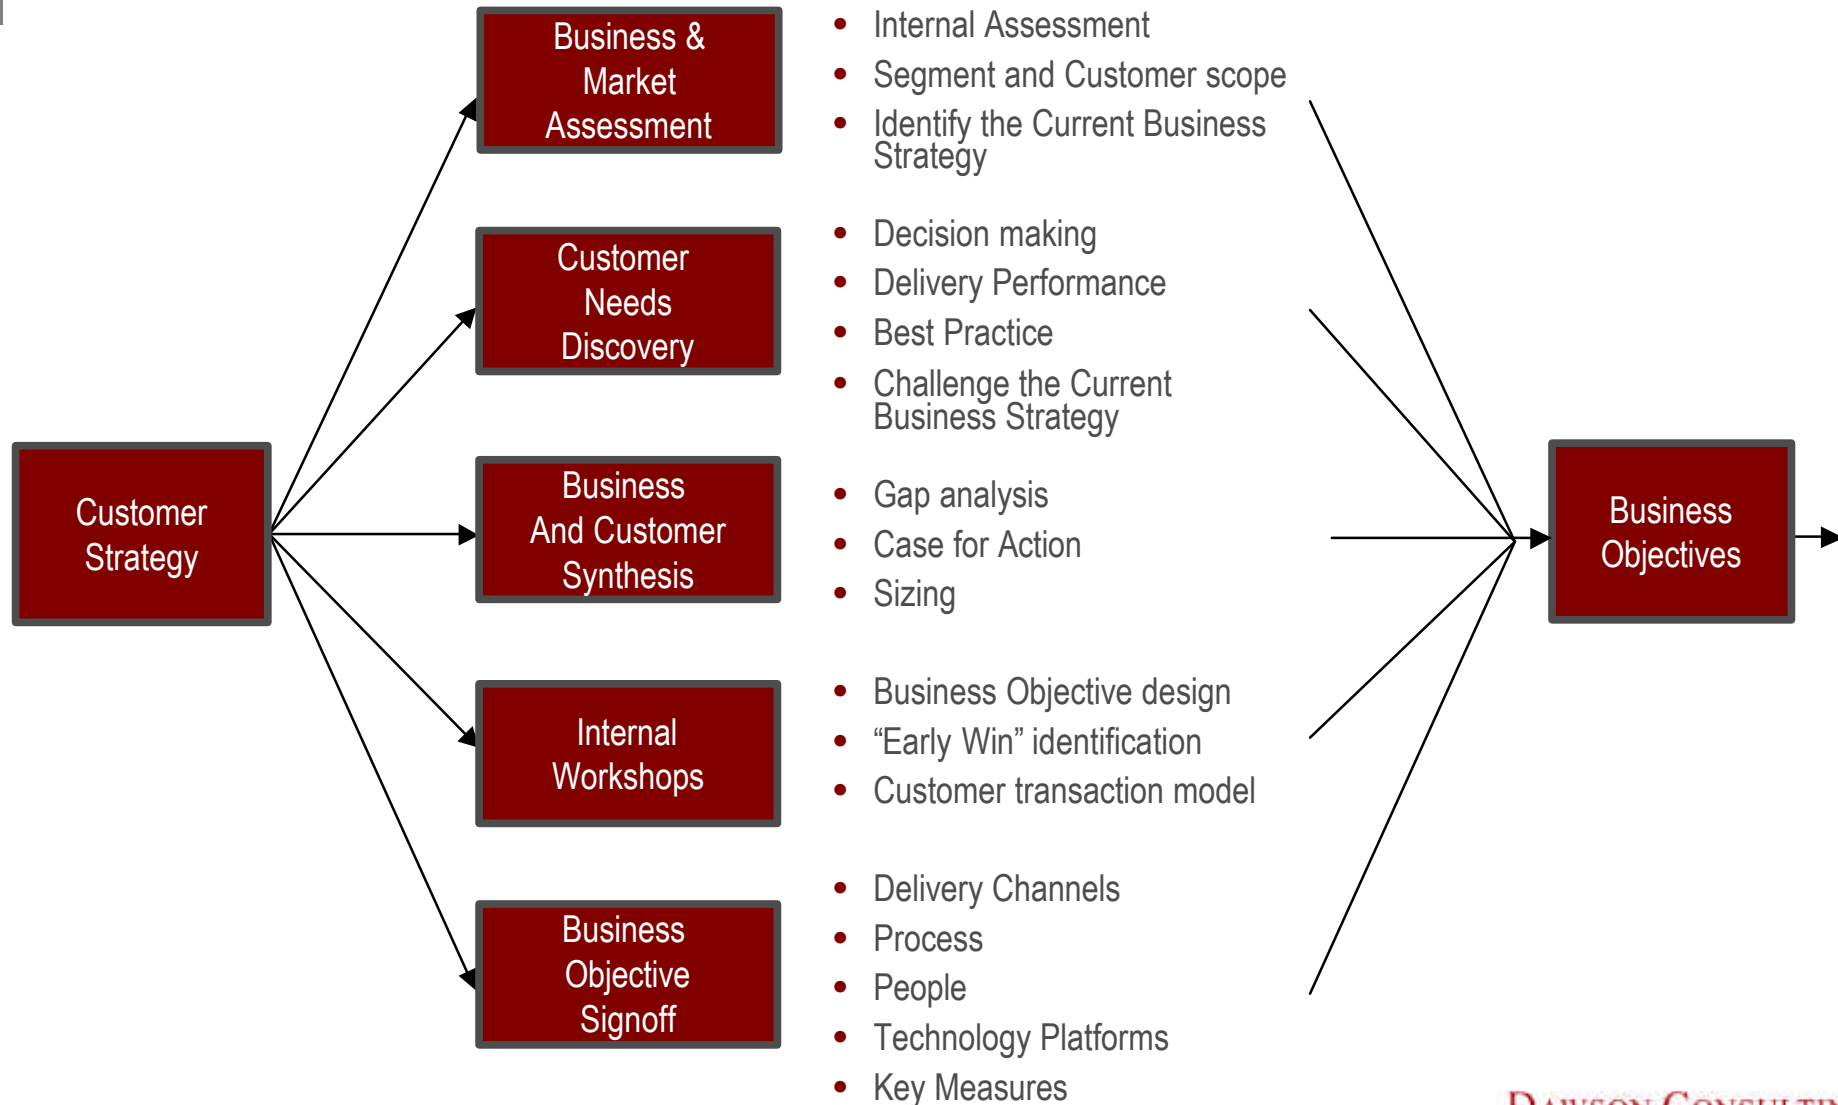 Business &
Market
Assessment
• Internal Assessment
• Segment and Customer scope
• Identify the Current Business
Strategy
Customer
Needs
Discovery
• Decision making
• Delivery Performance
• Best Practice
• Challenge the Current
Business Strategy
Customer
Strategy
Business
And Customer
Synthesis
• Gap analysis
• Case for Action
• Sizing
Business
Objectives
Internal
Workshops
• Business Objective design
• “Early Win” identification
• Customer transaction model
Business
Objective
Signoff
• Delivery Channels
• Process
• People
• Technology Platforms
• Key Measures